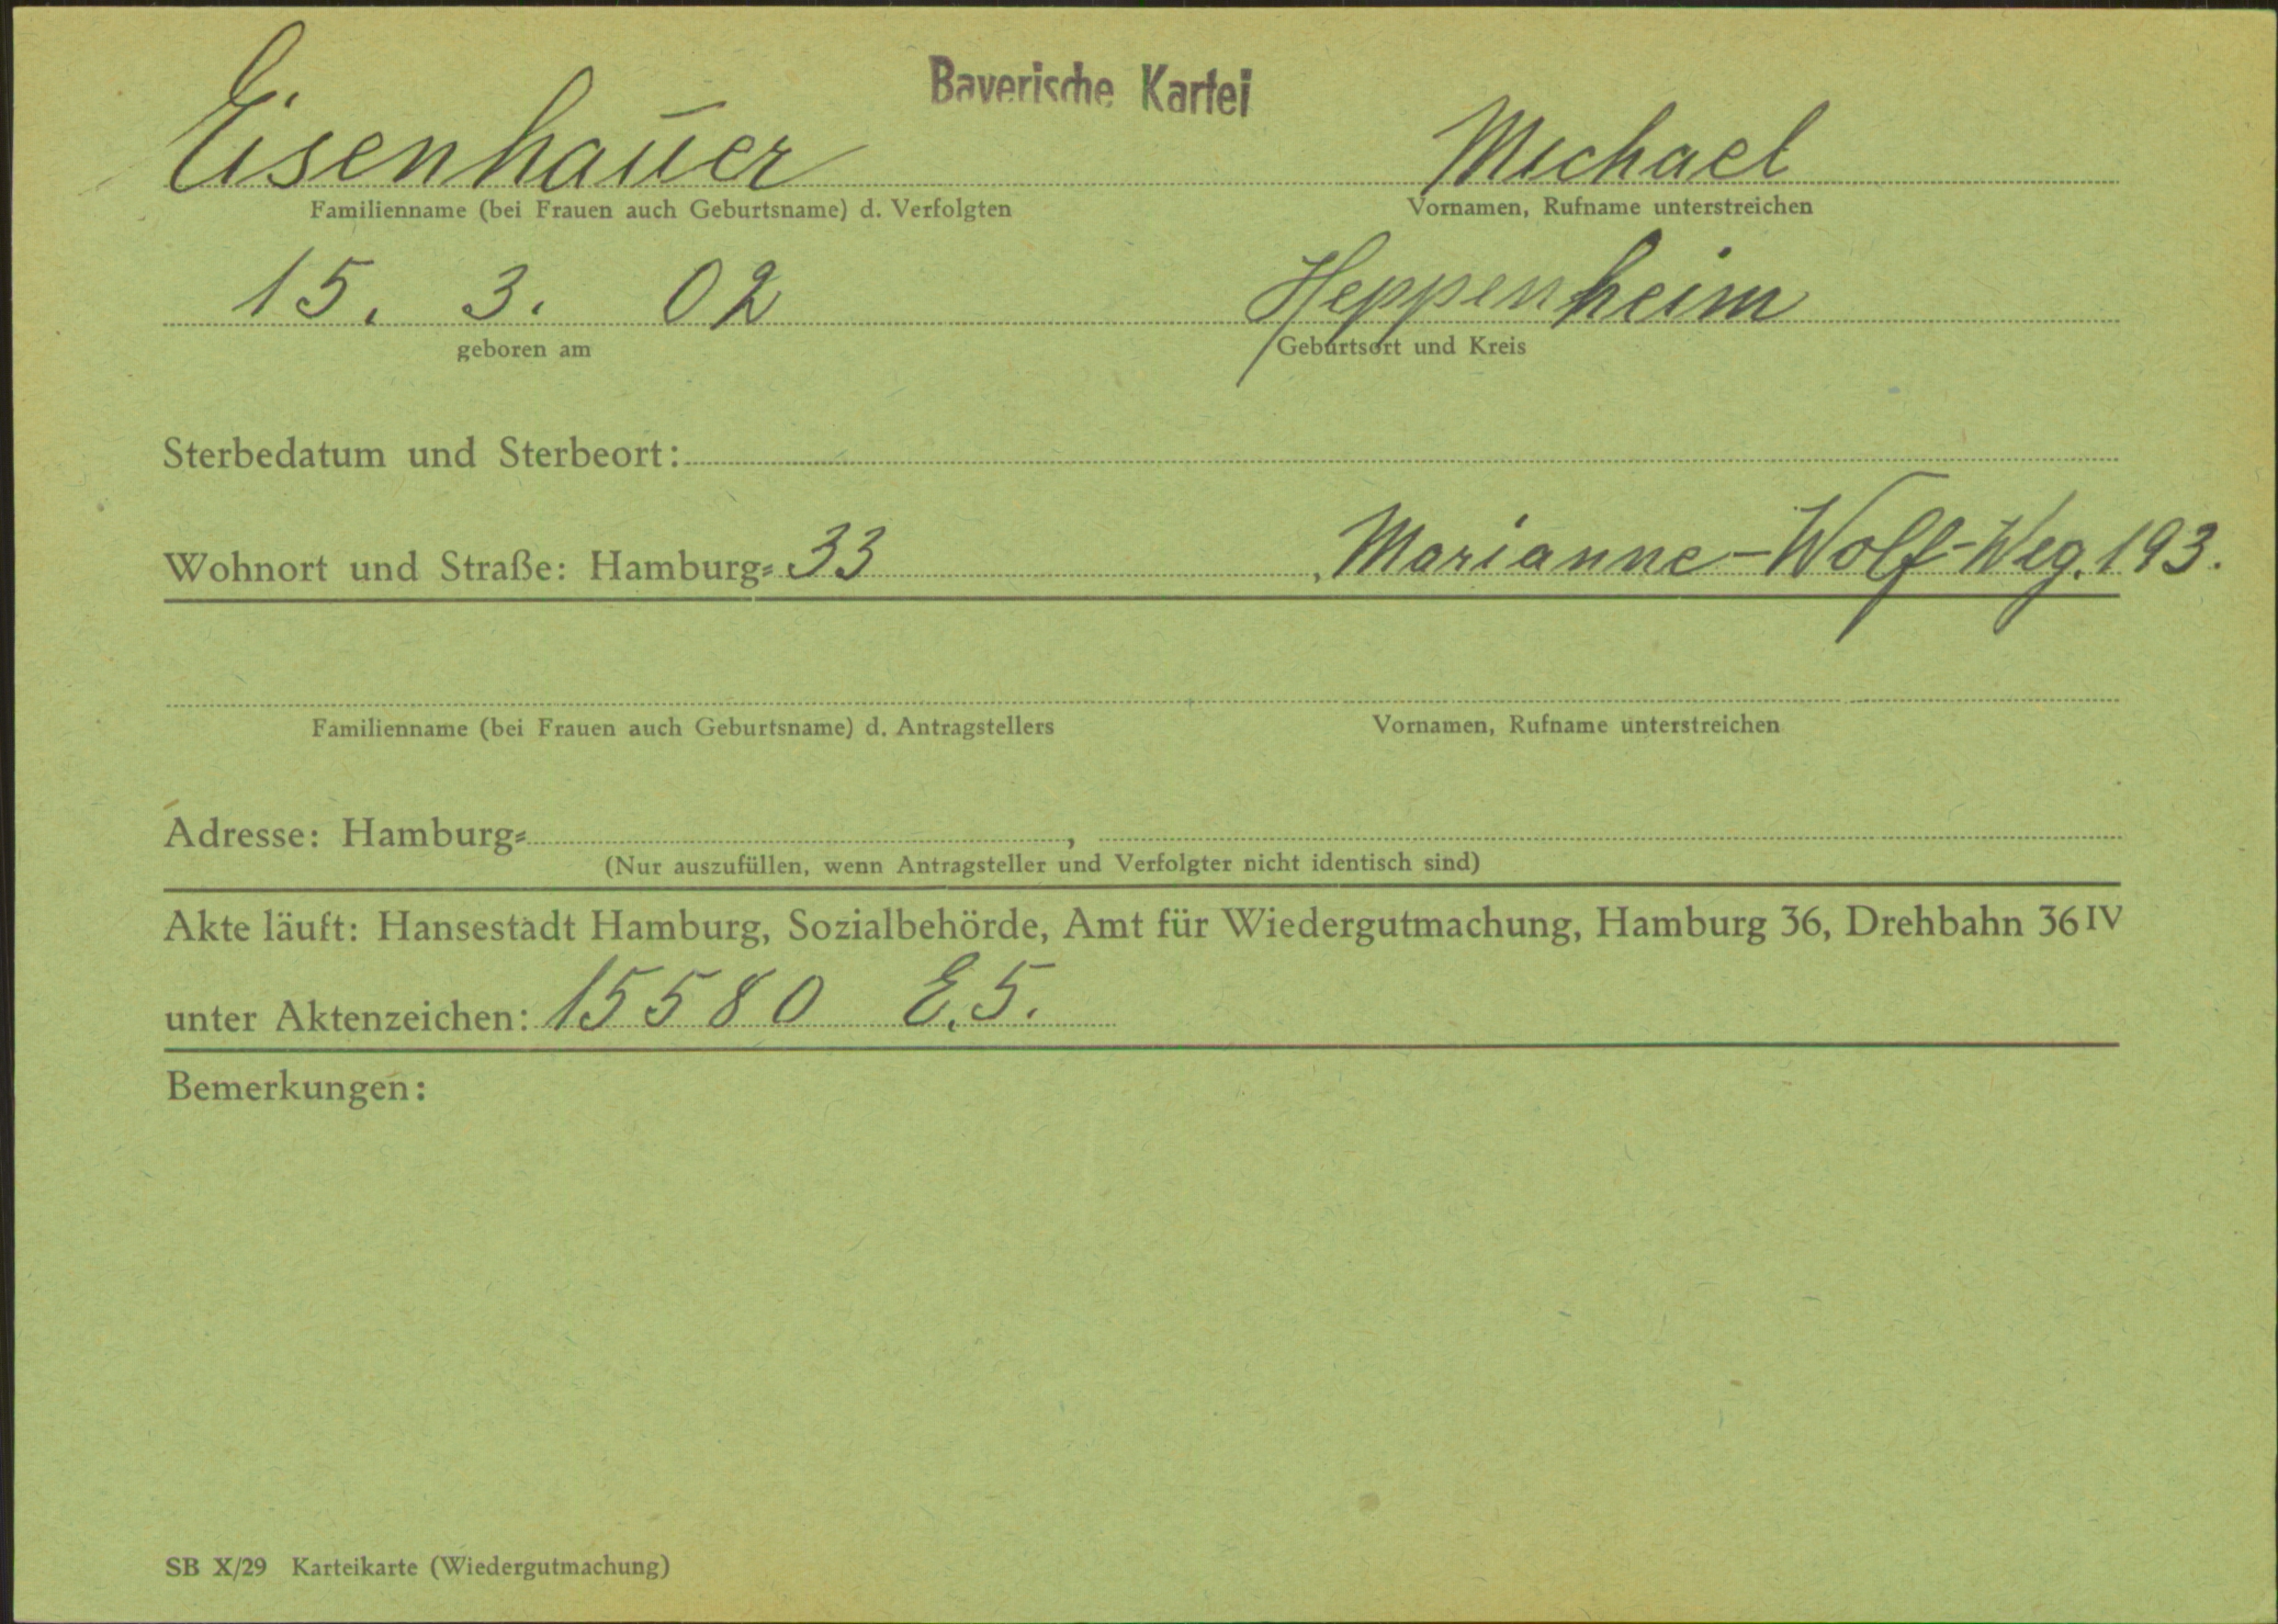 Bayerische Kartei
Eisenhauer Michael
Familienname (bei Frauen auch Geburtsname) d. Verfolgten Vornamen, Rufname unterstreichen
15. 3. 02 Heppenheim
geboren am Geburtsort und Kreis
Sterbedatum und Sterbeort:
Wohnort und Straße: Hamburg= 33, Marianne-Wolff-Weg. 193.
Familienname (bei Frauen auch Geburtsname) d. Antragstellers Vornamen, Rufname unterstreichen
Adresse: Hamburg= ,
(Nur auszufüllen, wenn Antragsteller und Verfolgter nicht identisch sind)
Akte läuft: Hansestadt Hamburg, Sozialbehörde, Amt für Wiedergutmachung, Hamburg 36, Drehbahn 36 IV
unter Aktenzeichen: 15580 E.5.
Bemerkungen:
SB X/29 Karteikarte (Wiedergutmachung)